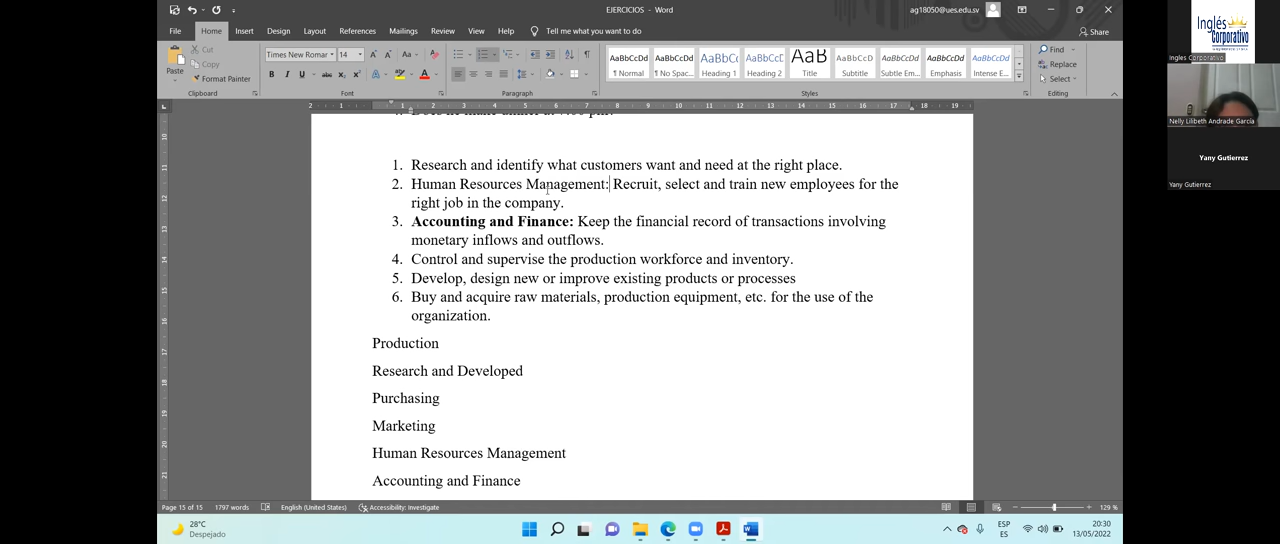 EJERCICIOS - Word
ag18050@ues.edu.sv
File Home Insert Design Layout References Mailings Review View Help Tell me what you want to do Share
Paste
Cut
Copy
Format Painter
Clipboard
Times New Romar 14
Font
Paragraph
AaBbCcDd AaBbCcDd AaBbCc AaBbCcC AaB AaBbCcD AaBbCcDd AaBbCcDd AaBbCcDd
¶ Normal ¶ No Spac... Heading 1 Heading 2 Title Subtitle Subtle Em... Emphasis Intense E...
Styles
Find
Replace
Select
Editing
1. Research and identify what customers want and need at the right place.
2. Human Resources Management: Recruit, select and train new employees for the
right job in the company.
3. Accounting and Finance: Keep the financial record of transactions involving
monetary inflows and outflows.
4. Control and supervise the production workforce and inventory.
5. Develop, design new or improve existing products or processes
6. Buy and acquire raw materials, production equipment, etc. for the use of the
organization.
Production
Research and Developed
Purchasing
Marketing
Human Resources Management
Accounting and Finance
Page 15 of 15 1797 words English (United States) Accessibility: Investigate 129 %
28°C
Despejado
ESP
ES
20:30
13/05/2022
Inglés
Corporativo
Ingles Corporativo
Nelly Lilibeth Andrade García
Yany Gutierrez
Yany Gutierrez